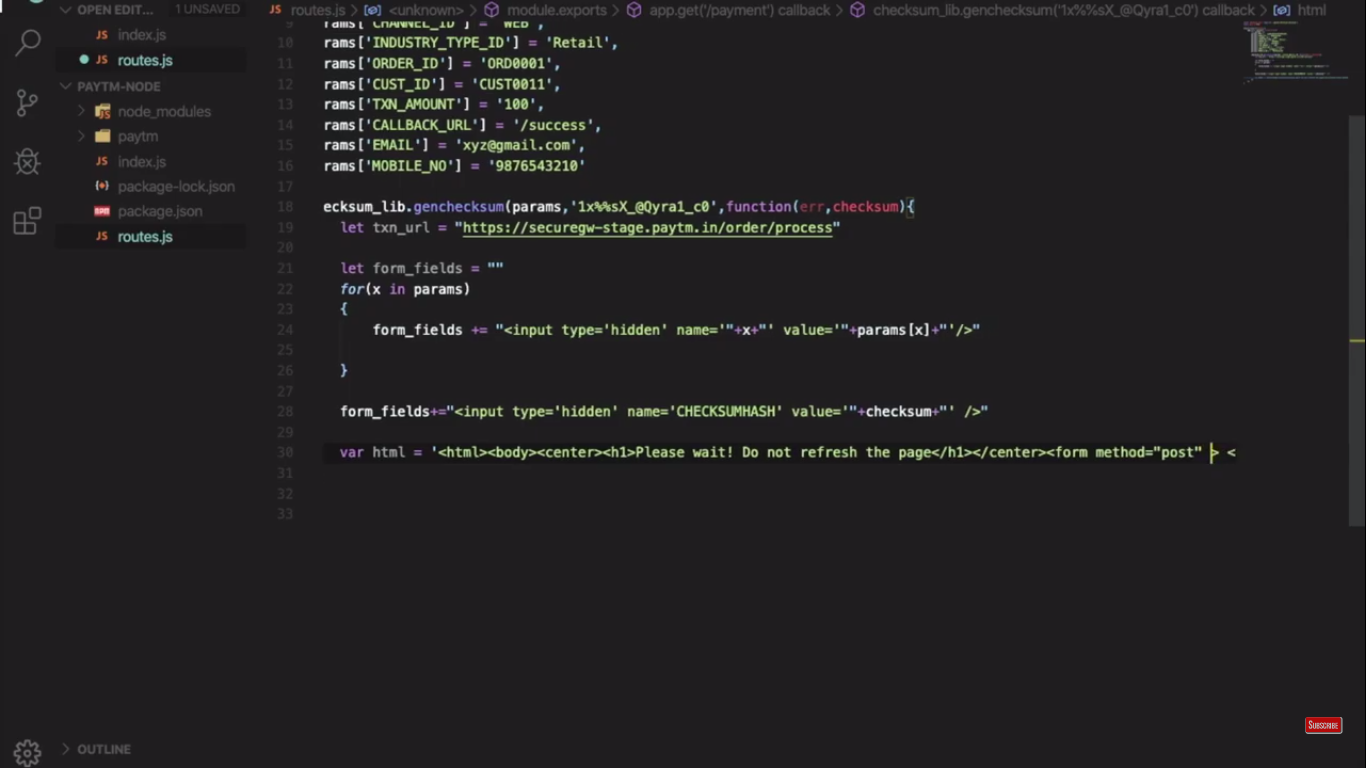 OPEN EDIT... 1 UNSAVED
JS index.js
JS routes.js
PAYTM-NODE
node_modules
paytm
JS index.js
package-lock.json
package.json
JS routes.js
OUTLINE
JS routes.js > <unknown> > module.exports > app.get('/payment') callback > checksum_lib.genchecksum('1x%%sX_@Qyra1_c0') callback > html
9 rams['CHANNEL_ID'] = 'WEB',
10 rams['INDUSTRY_TYPE_ID'] = 'Retail',
11 rams['ORDER_ID'] = 'ORD0001',
12 rams['CUST_ID'] = 'CUST0011',
13 rams['TXN_AMOUNT'] = '100',
14 rams['CALLBACK_URL'] = '/success',
15 rams['EMAIL'] = 'xyz@gmail.com',
16 rams['MOBILE_NO'] = '9876543210'
17
18 ecksum_lib.genchecksum(params,'1x%%sX_@Qyra1_c0',function(err,checksum){
19 let txn_url = "https://securegw-stage.paytm.in/order/process"
20
21 let form_fields = ""
22 for(x in params)
23 {
24 form_fields += "<input type='hidden' name='"+x+"' value='"+params[x]+"'/>"
25
26 }
27
28 form_fields+="<input type='hidden' name='CHECKSUMHASH' value='"+checksum+"' />"
29
30 var html = '<html><body><center><h1>Please wait! Do not refresh the page</h1></center><form method="post" > <
31
32
33
SUBSCRIBE